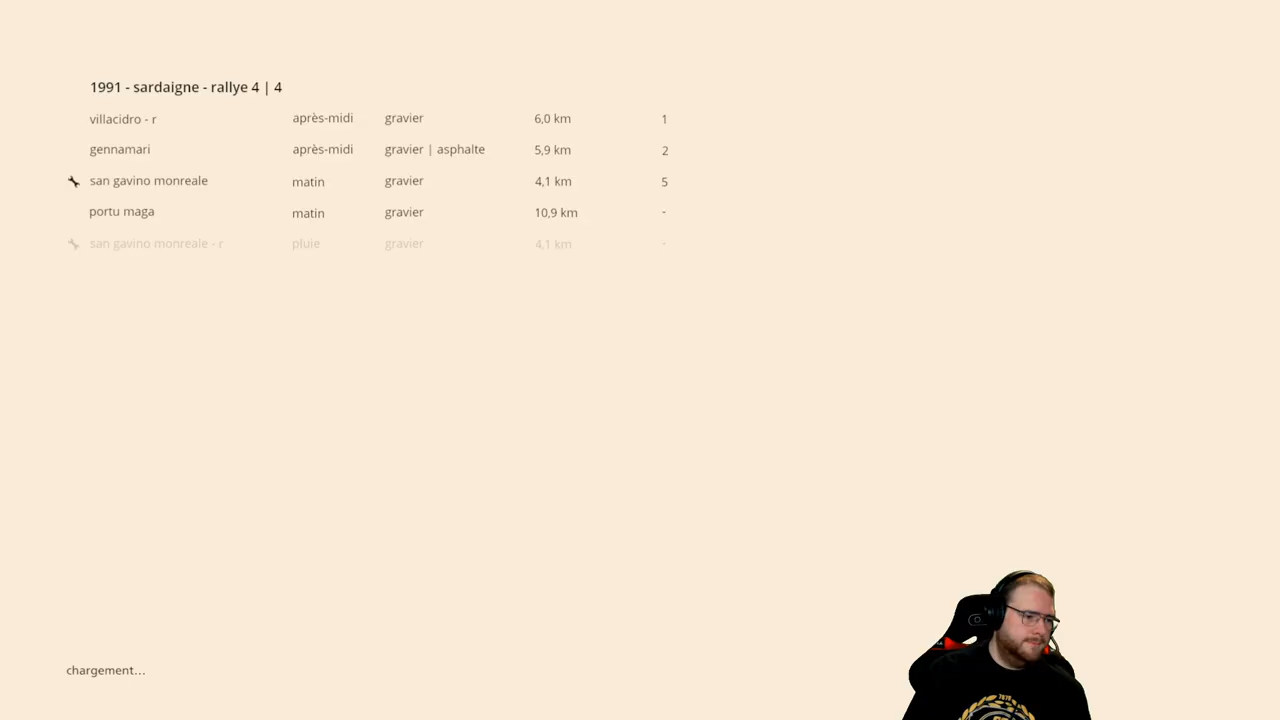 1991 - sardaigne - rallye 4 | 4
villacidro - r après-midi gravier 6,0 km 1
gennamari après-midi gravier | asphalte 5,9 km 2
san gavino monreale matin gravier 4,1 km 5
portu maga matin gravier 10,9 km -
san gavino monreale - r pluie gravier 4,1 km -
chargement...